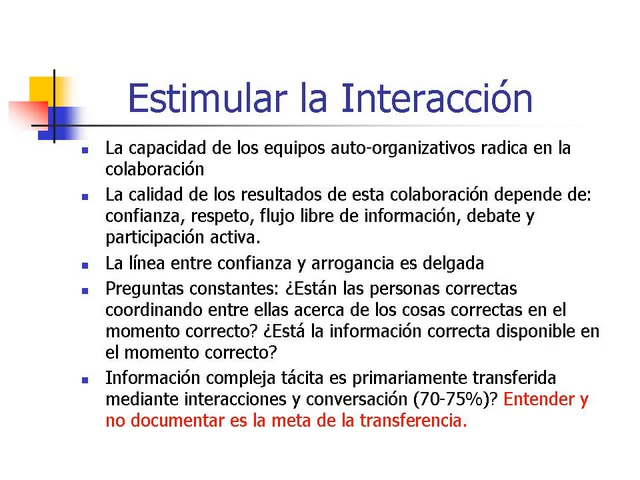 Estimular la Interacción
La capacidad de los equipos auto-organizativos radica en la
colaboración
La calidad de los resultados de esta colaboración depende de:
confianza, respeto, flujo libre de información, debate y
participación activa.
La línea entre confianza y arrogancia es delgada
Preguntas constantes: ¿Están las personas correctas
coordinando entre ellas acerca de los cosas correctas en el
momento correcto? ¿Está la información correcta disponible en
el momento correcto?
Información compleja tácita es primariamente transferida
mediante interacciones y conversación (70-75%)? Entender y
no documentar es la meta de la transferencia.